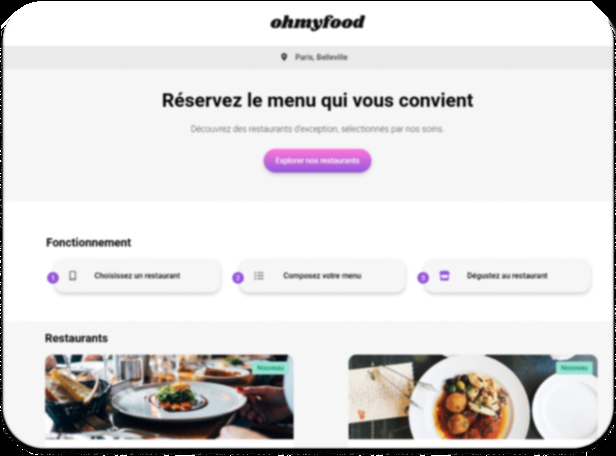 ohmyfood
Paris, Belleville
Réservez le menu qui vous convient
Découvrez des restaurants d'exception, sélectionnés par nos soins.
Explorer nos restaurants
Fonctionnement
1 Choisissez un restaurant
2 Composez votre menu
3 Dégustez au restaurant
Restaurants
Nouveau
Nouveau